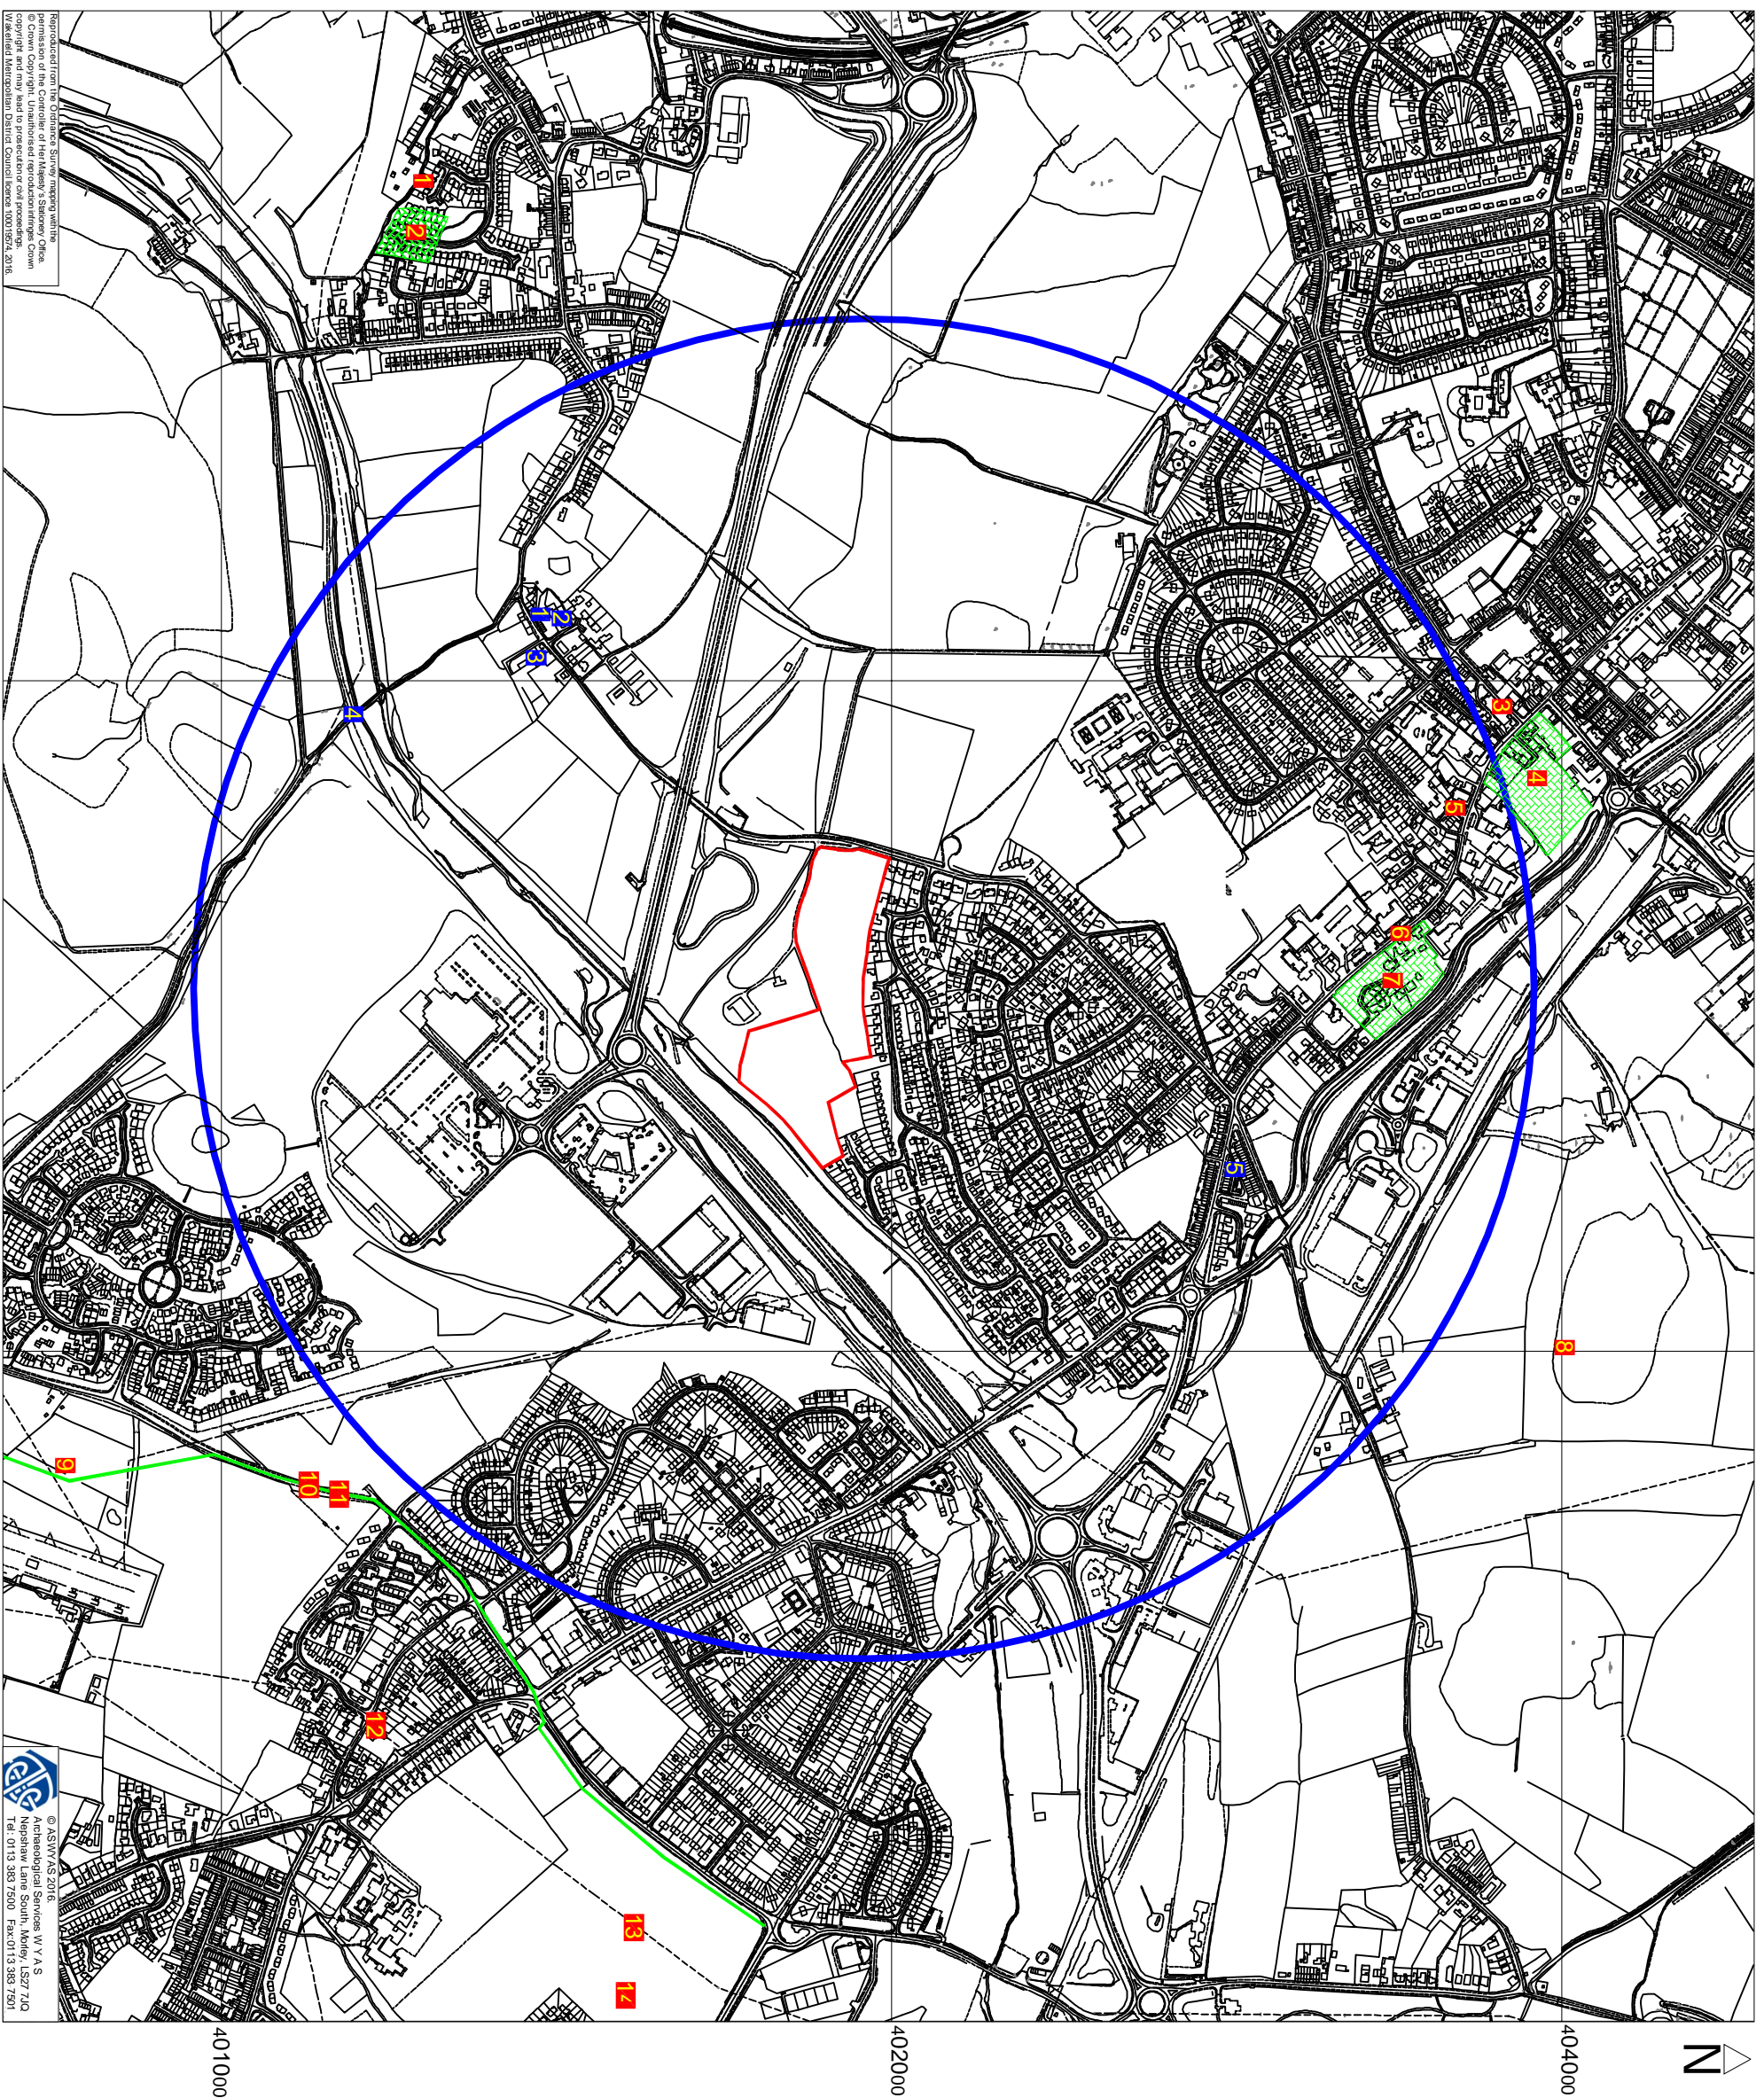 N
404000
402000
401000
8
4
3
5
6
7
5
13
14
2
1
3
1
2
4
12
11
10
9
Reproduced from the Ordnance Survey mapping with the
permission of the Controller of Her Majesty's Stationery Office.
© Crown Copyright. Unauthorised reproduction infringes Crown
copyright and may lead to prosecution or civil proceedings.
Wakefield Metropolitan District Council licence 100019574, 2016.
© ASWYAS 2016.
Archaeological Services W Y A S
Nepshaw Lane South, Morley, LS27 7JQ
Tel: 0113 383 7500 Fax:0113 383 7501